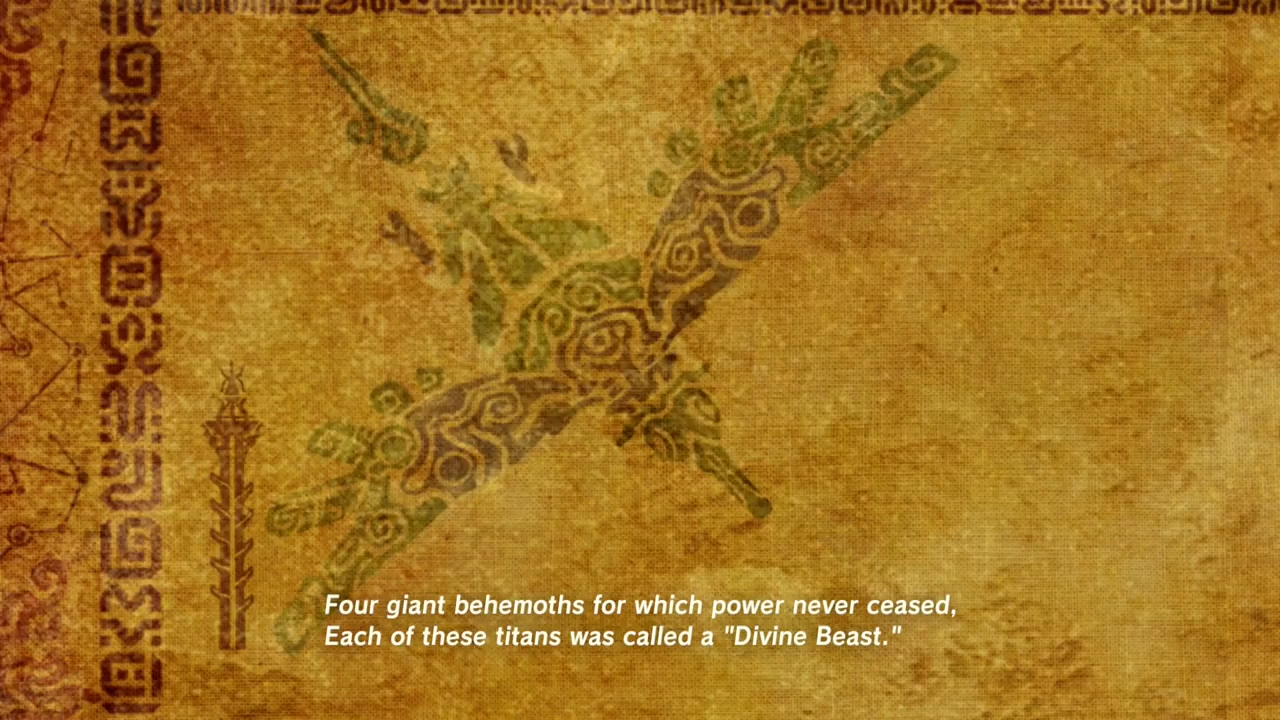 Four giant behemoths for which power never ceased,
Each of these titans was called a "Divine Beast."